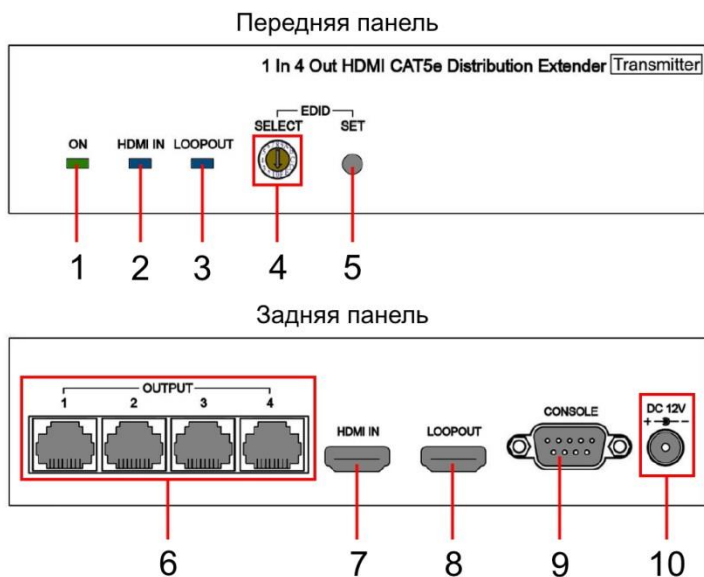 Передняя панель
1 In 4 Out HDMI CAT5e Distribution Extender Transmitter
EDID
SELECT SET
ON HDMI IN LOOPOUT
1 2 3 4 5
Задняя панель
OUTPUT
1 2 3 4
HDMI IN LOOPOUT CONSOLE DC 12V
+ −
6 7 8 9 10